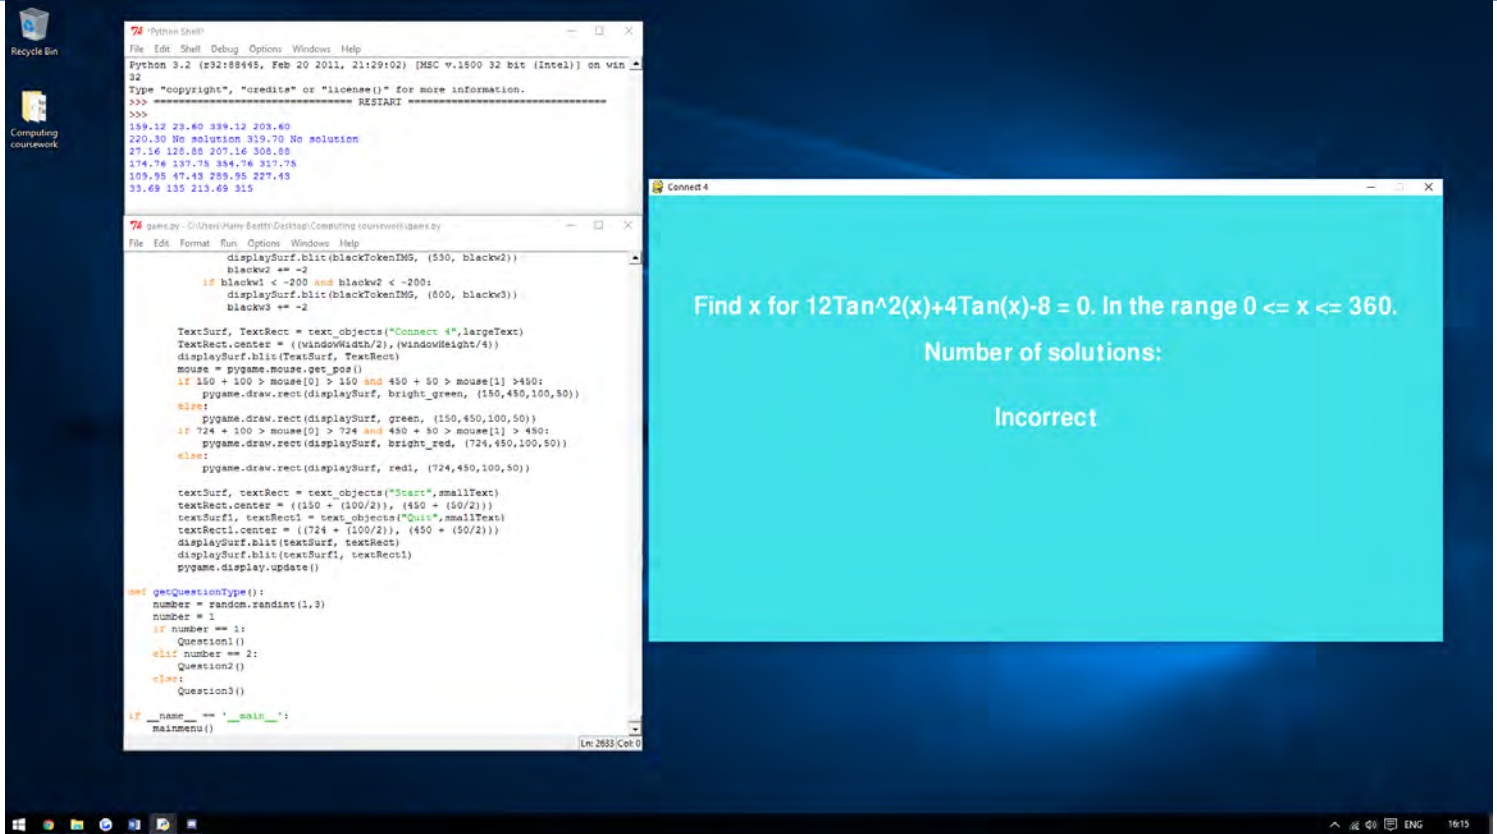 Recycle Bin
Computing
coursework
*Python Shell*
File Edit Shell Debug Options Windows Help
Python 3.2 (r32:88445, Feb 20 2011, 21:29:02) [MSC v.1500 32 bit (Intel)] on win
32
Type "copyright", "credits" or "license()" for more information.
>>> ================================ RESTART ================================
>>>
159.12 23.60 339.12 203.60
220.30 No solution 319.70 No solution
27.16 128.88 207.16 308.88
174.76 137.75 354.76 317.75
109.95 47.43 289.95 227.43
33.69 135 213.69 315
game.py - C:\Users\Harry Beatts\Desktop\Computing coursework\game.py
File Edit Format Run Options Windows Help
displaySurf.blit(blackTokenIMG, (530, blackw2))
blackw2 += -2
if blackw1 < -200 and blackw2 < -200:
displaySurf.blit(blackTokenIMG, (800, blackw3))
blackw3 += -2
TextSurf, TextRect = text_objects("Connect 4",largeText)
TextRect.center = ((windowWidth/2),(windowHeight/4))
displaySurf.blit(TextSurf, TextRect)
mouse = pygame.mouse.get_pos()
if 150 + 100 > mouse[0] > 150 and 450 + 50 > mouse[1] >450:
pygame.draw.rect(displaySurf, bright_green, (150,450,100,50))
else:
pygame.draw.rect(displaySurf, green, (150,450,100,50))
if 724 + 100 > mouse[0] > 724 and 450 + 50 > mouse[1] > 450:
pygame.draw.rect(displaySurf, bright_red, (724,450,100,50))
else:
pygame.draw.rect(displaySurf, red1, (724,450,100,50))
textSurf, textRect = text_objects("Start",smallText)
textRect.center = ((150 + (100/2)), (450 + (50/2)))
textSurf1, textRect1 = text_objects("Quit",smallText)
textRect1.center = ((724 + (100/2)), (450 + (50/2)))
displaySurf.blit(textSurf, textRect)
displaySurf.blit(textSurf1, textRect1)
pygame.display.update()
def getQuestionType():
number = random.randint(1,3)
number = 1
if number == 1:
Question1()
elif number == 2:
Question2()
else:
Question3()
if __name__ == '__main__':
mainmenu()
Ln: 2633 Col: 0
Connect 4
Find x for 12Tan^2(x)+4Tan(x)-8 = 0. In the range 0 <= x <= 360.
Number of solutions:
Incorrect
ENG 16:15